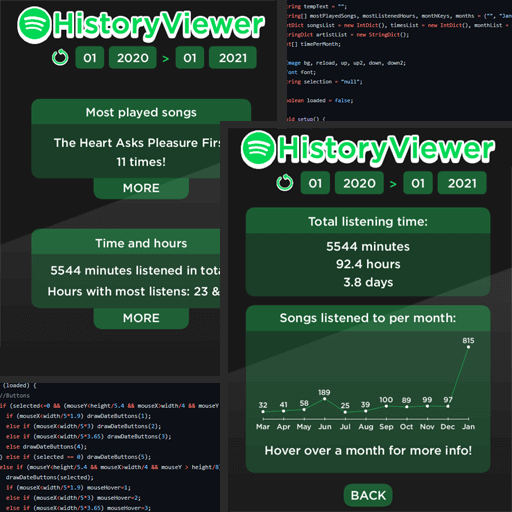 HistoryViewer
01 2020 > 01 2021
Most played songs
The Heart Asks Pleasure Firs
11 times!
MORE
Time and hours
5544 minutes listened in tota
Hours with most listens: 23 &
MORE
tring tempText = "";
tring[] mostPlayedSongs, mostListenedHours, monthKeys, months = {"", "Jan
ntDict songsList = new IntDict(), timesList = new IntDict(), monthList =
tringDict artistList = new StringDict();
nt[] timePerMonth;
Image bg, reload, up, up2, down, down2;
font font;
tring selection = "null";
oolean loaded = false;
oid setup() {
HistoryViewer
01 2020 > 01 2021
Total listening time:
5544 minutes
92.4 hours
3.8 days
Songs listened to per month:
815
32 41 58 189 25 39 100 89 99 97
Mar Apr May Jun Jul Aug Sep Oct Nov Dec Jan
Hover over a month for more info!
BACK
(loaded) {
//Buttons
if (selected<=0 && (mouseY<height/5.4 && mouseX>width/4 && mouseY
if (mouseX<width/5*1.9) drawDateButtons(1);
else if (mouseX<width/5*3) drawDateButtons(2);
else if (mouseX<width/5*3.65) drawDateButtons(3);
else drawDateButtons(4);
} else if (selected == 0) drawDateButtons(5);
else if (mouseY<height/5.4 && mouseX>width/4 && mouseY > height/8
drawDateButtons(selected);
if (mouseX<width/5*1.9) mouseHover=1;
else if (mouseX<width/5*3) mouseHover=2;
else if (mouseX<width/5*3.65) mouseHover=3;